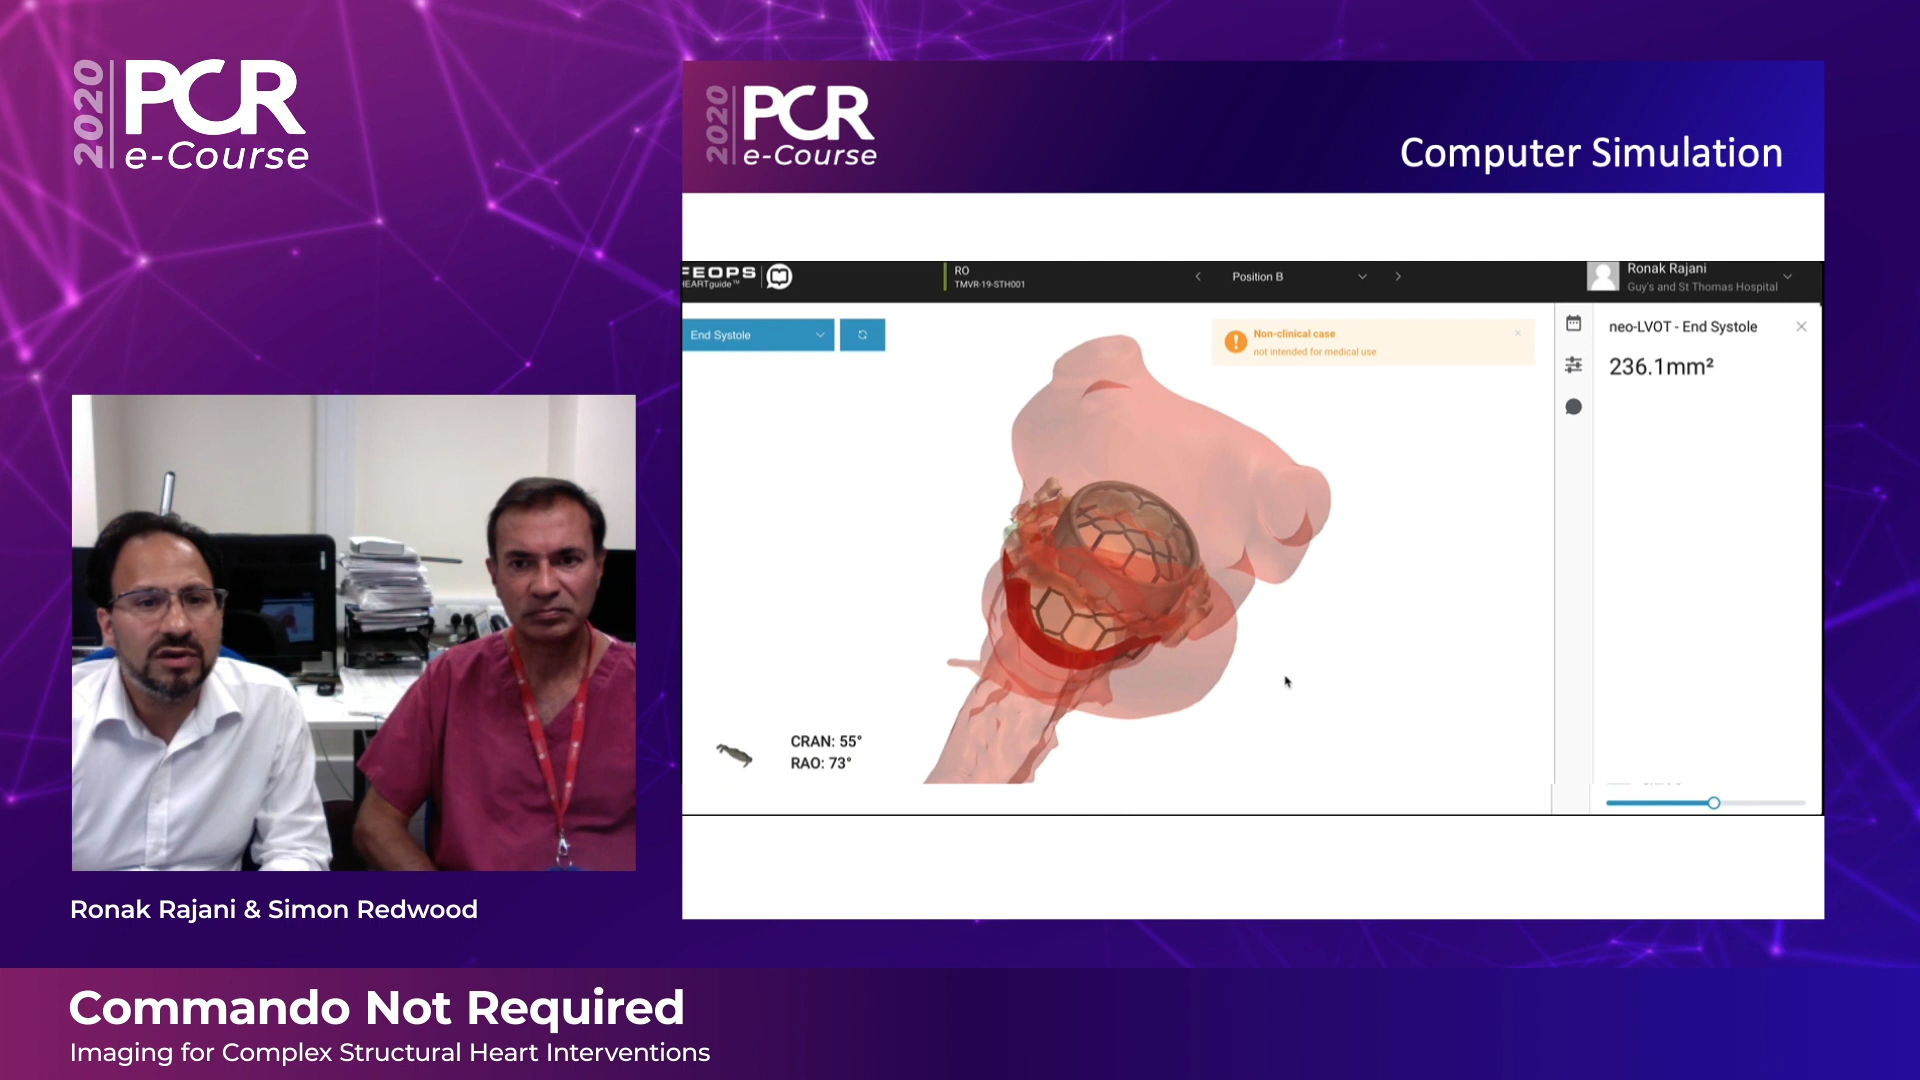 2020
PCR
e-Course
2020
PCR
e-Course
Computer Simulation
FEOPS
HEARTguide™
RO
TMVR-19-STH001
Position B
Ronak Rajani
Guy's and St Thomas Hospital
End Systole
Non-clinical case
not intended for medical use
neo-LVOT - End Systole
236.1mm²
CRAN: 55°
RAO: 73°
Ronak Rajani & Simon Redwood
Commando Not Required
Imaging for Complex Structural Heart Interventions